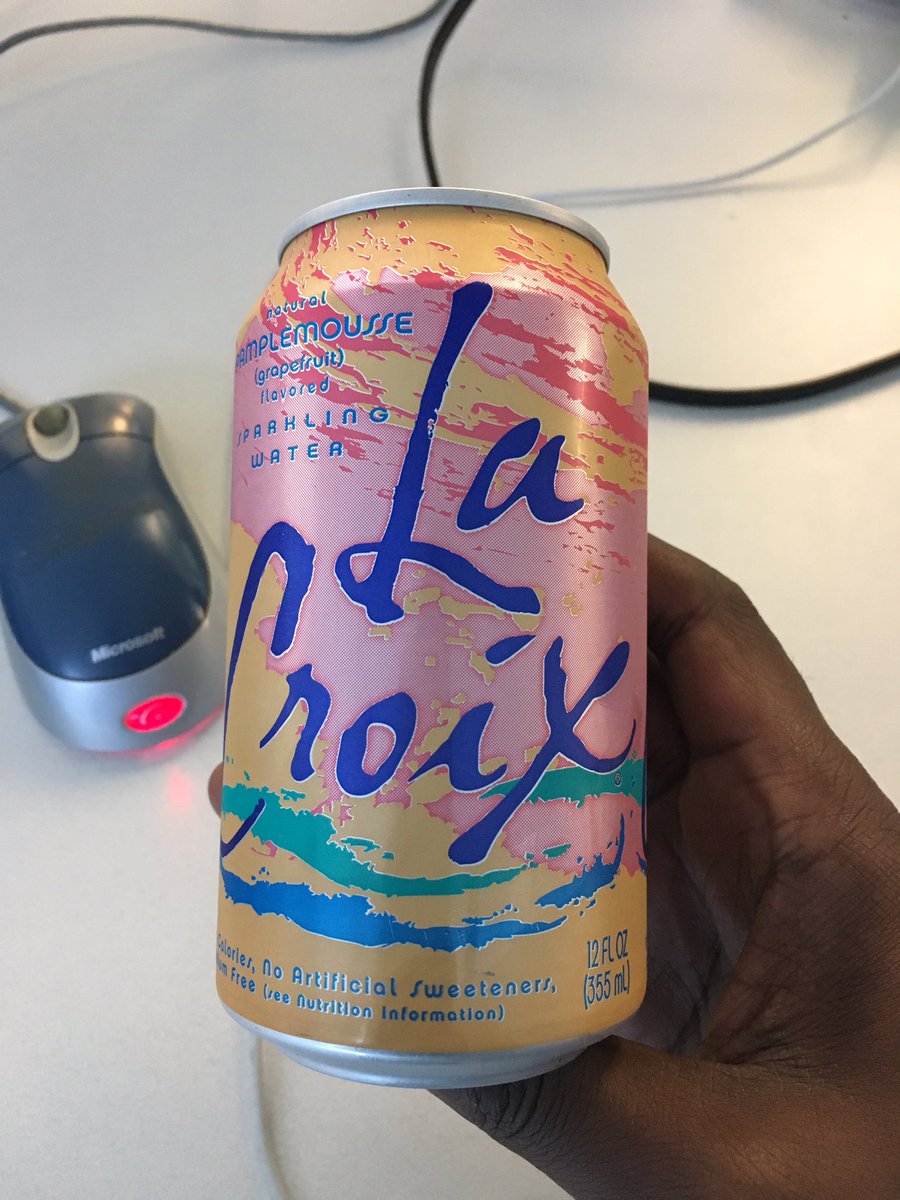 natural
PAMPLEMOUSSE
(grapefruit)
flavored
SPARKLING
WATER
La
Croix
®
Calories, No Artificial Sweeteners,
Free (see Nutrition Information)
12 FL OZ
(355 mL)
Microsoft